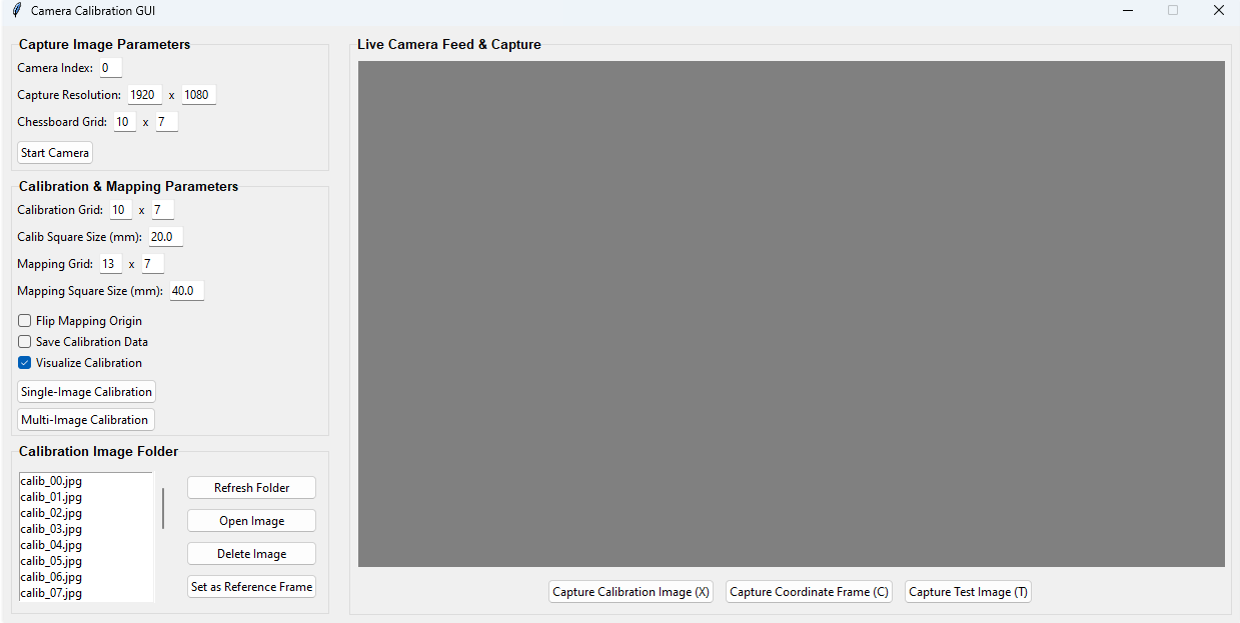 Camera Calibration GUI
Capture Image Parameters
Camera Index: 0
Capture Resolution: 1920 x 1080
Chessboard Grid: 10 x 7
Start Camera
Calibration & Mapping Parameters
Calibration Grid: 10 x 7
Calib Square Size (mm): 20.0
Mapping Grid: 13 x 7
Mapping Square Size (mm): 40.0
Flip Mapping Origin
Save Calibration Data
Visualize Calibration
Single-Image Calibration
Multi-Image Calibration
Calibration Image Folder
calib_00.jpg
calib_01.jpg
calib_02.jpg
calib_03.jpg
calib_04.jpg
calib_05.jpg
calib_06.jpg
calib_07.jpg
Refresh Folder
Open Image
Delete Image
Set as Reference Frame
Live Camera Feed & Capture
Capture Calibration Image (X)
Capture Coordinate Frame (C)
Capture Test Image (T)